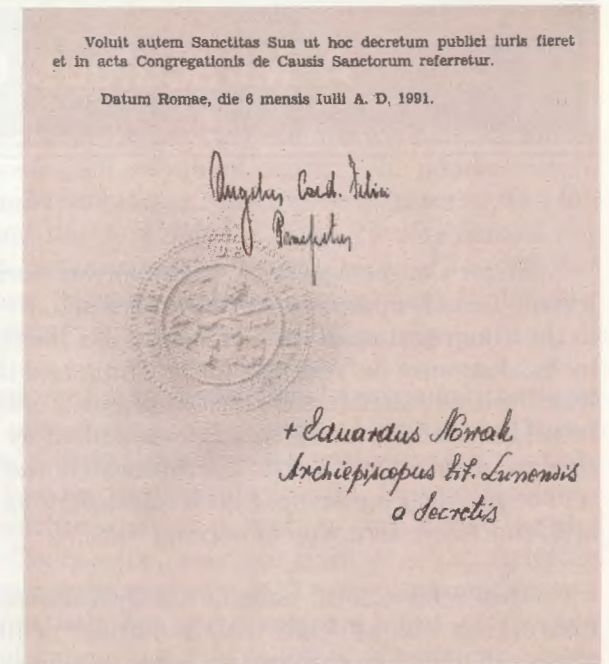 Voluit autem Sanctitas Sua ut hoc decretum publici iuris fieret
et in acta Congregationis de Causis Sanctorum referretur.
Datum Romae, die 6 mensis Iulii A. D, 1991.
Angelus Card. Felici
Praefectus
+ Eduardus Nowak
Archiepiscopus tit. Lunensis
a Secretis